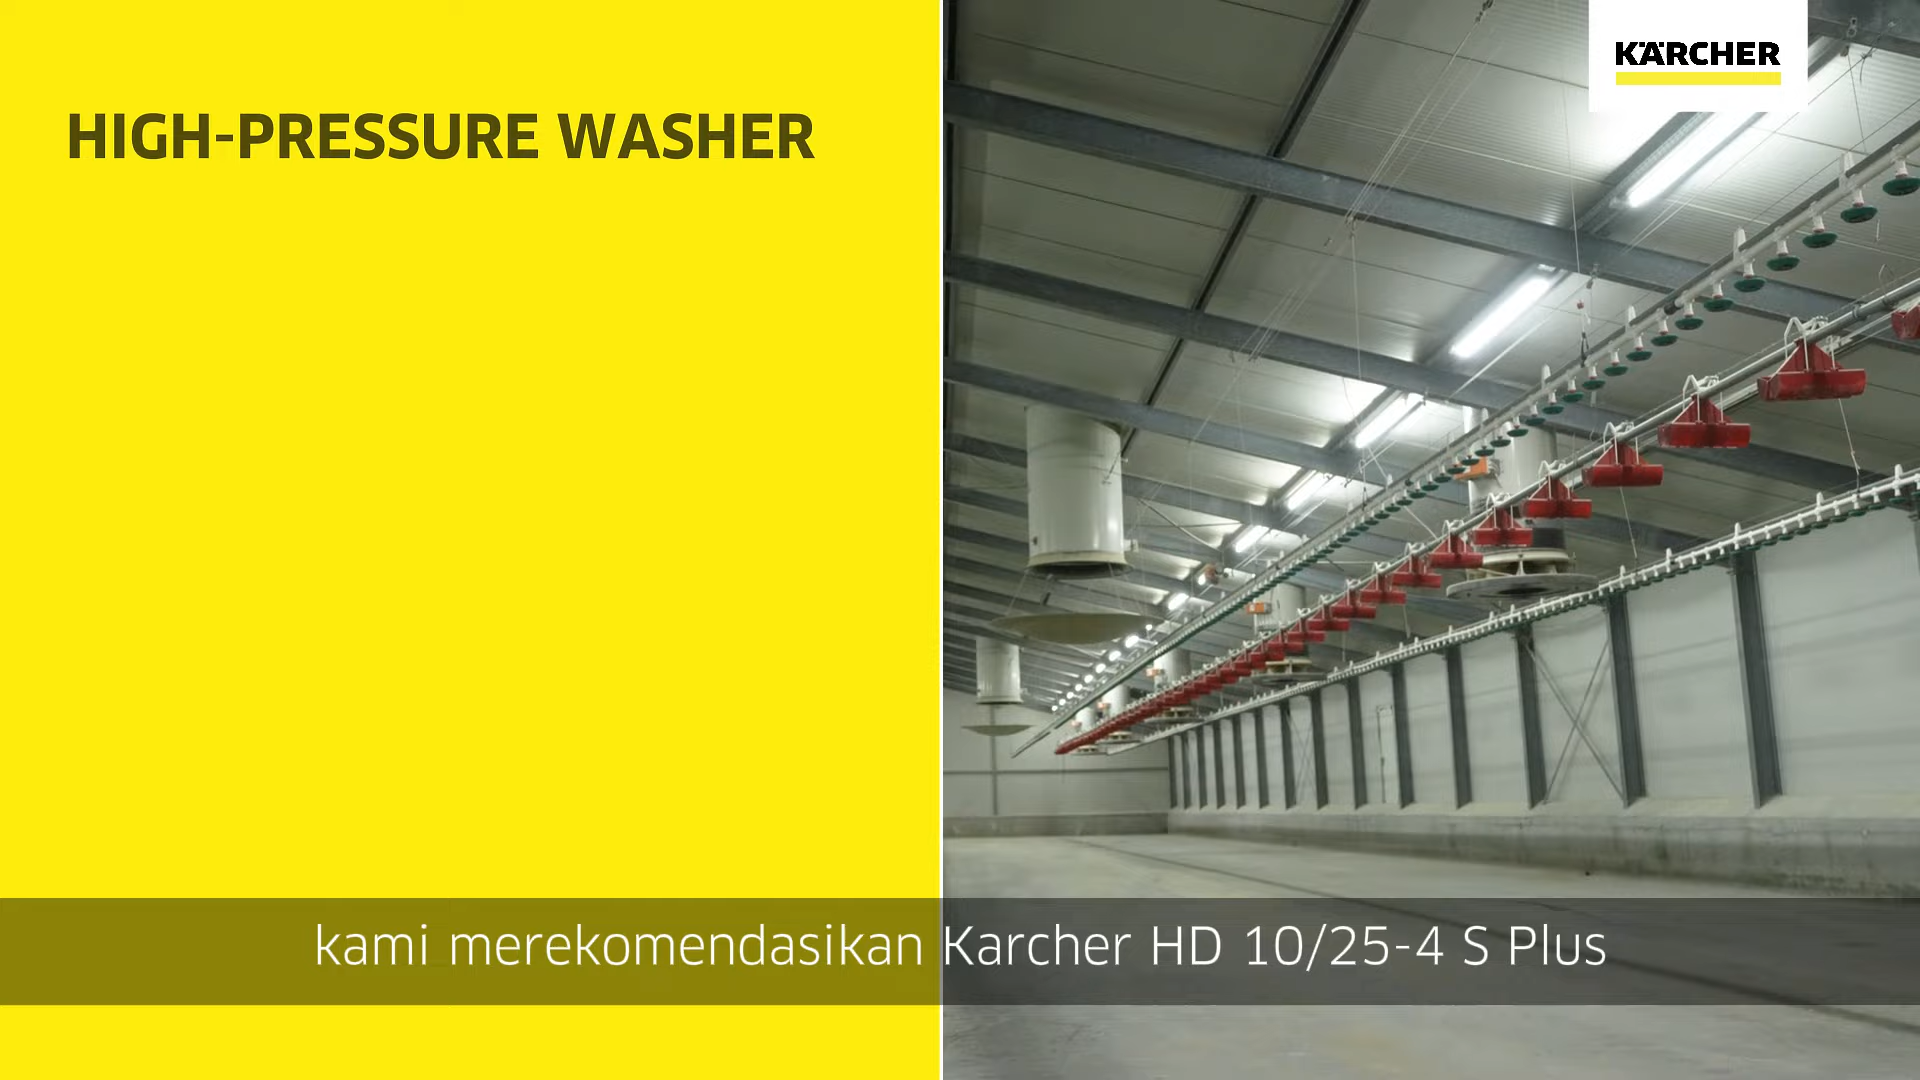 KÄRCHER
HIGH-PRESSURE WASHER
kami merekomendasikan Karcher HD 10/25-4 S Plus